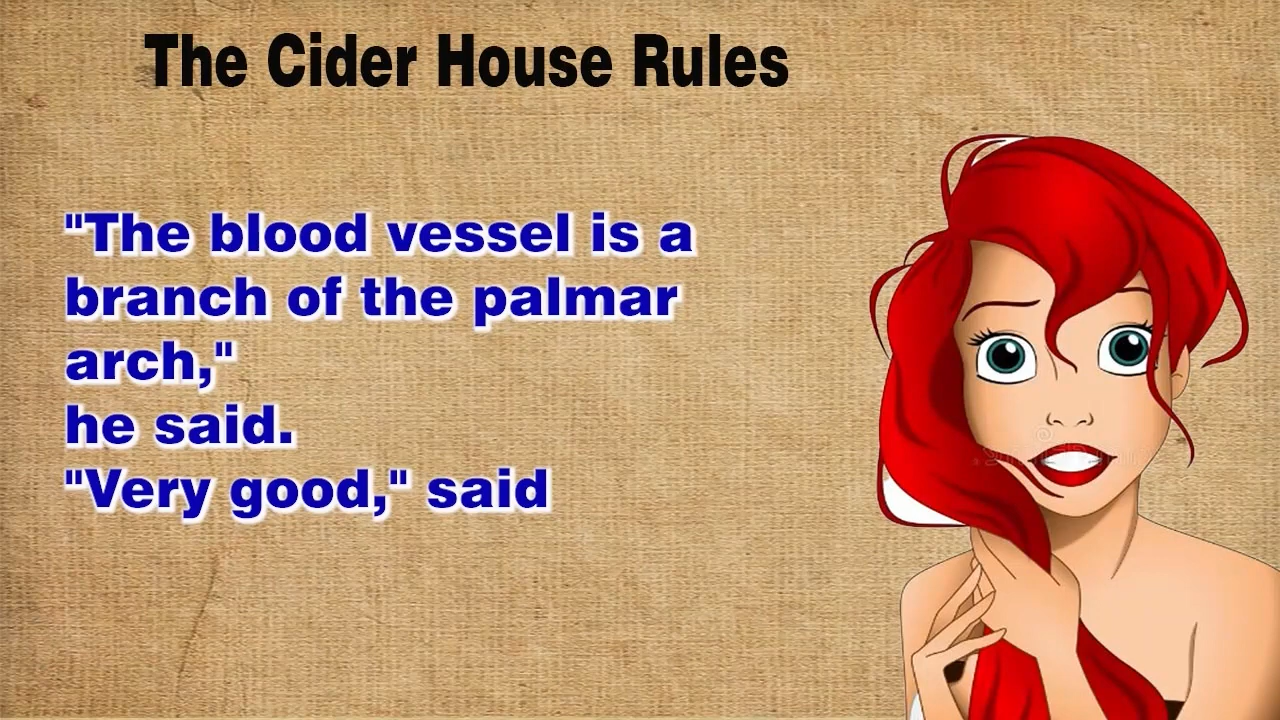 The Cider House Rules
"The blood vessel is a
branch of the palmar
arch,"
he said.
"Very good," said